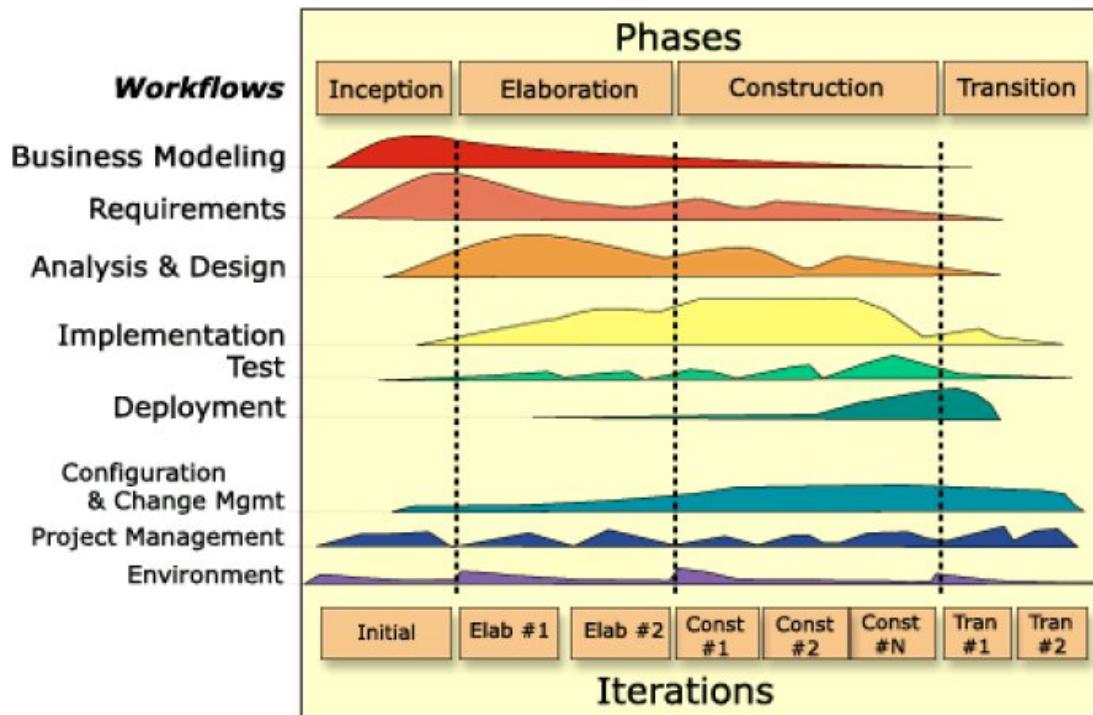 Phases
Workflows
Inception
Elaboration
Construction
Transition
Business Modeling
Requirements
Analysis & Design
Implementation
Test
Deployment
Configuration
& Change Mgmt
Project Management
Environment
Initial
Elab #1
Elab #2
Const
#1
Const
#2
Const
#N
Tran
#1
Tran
#2
Iterations